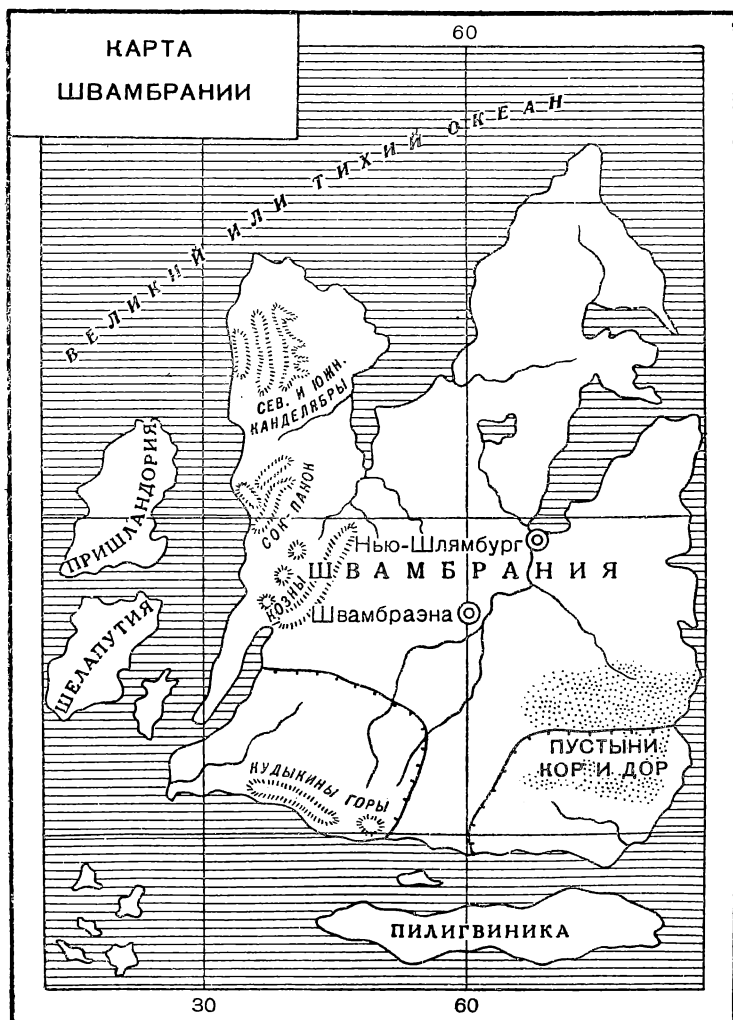 КАРТА
ШВАМБРАНИИ
60
ВЕЛИКИЙ ИЛИ ТИХИЙ ОКЕАН
СЕВ. И ЮЖН.
КАНДЕЛЯБРЫ
ПРИШЛАНДОРИЯ
СОК-ПАНОК
Нью-Шлямбург
ШВАМБРАНИЯ
КОЗНЫ
Швамбраэна
ШЕЛАПУТИЯ
ПУСТЫНИ
КОР И ДОР
КУДЫКИНЫ ГОРЫ
ПИЛИГВИНИКА
30
60